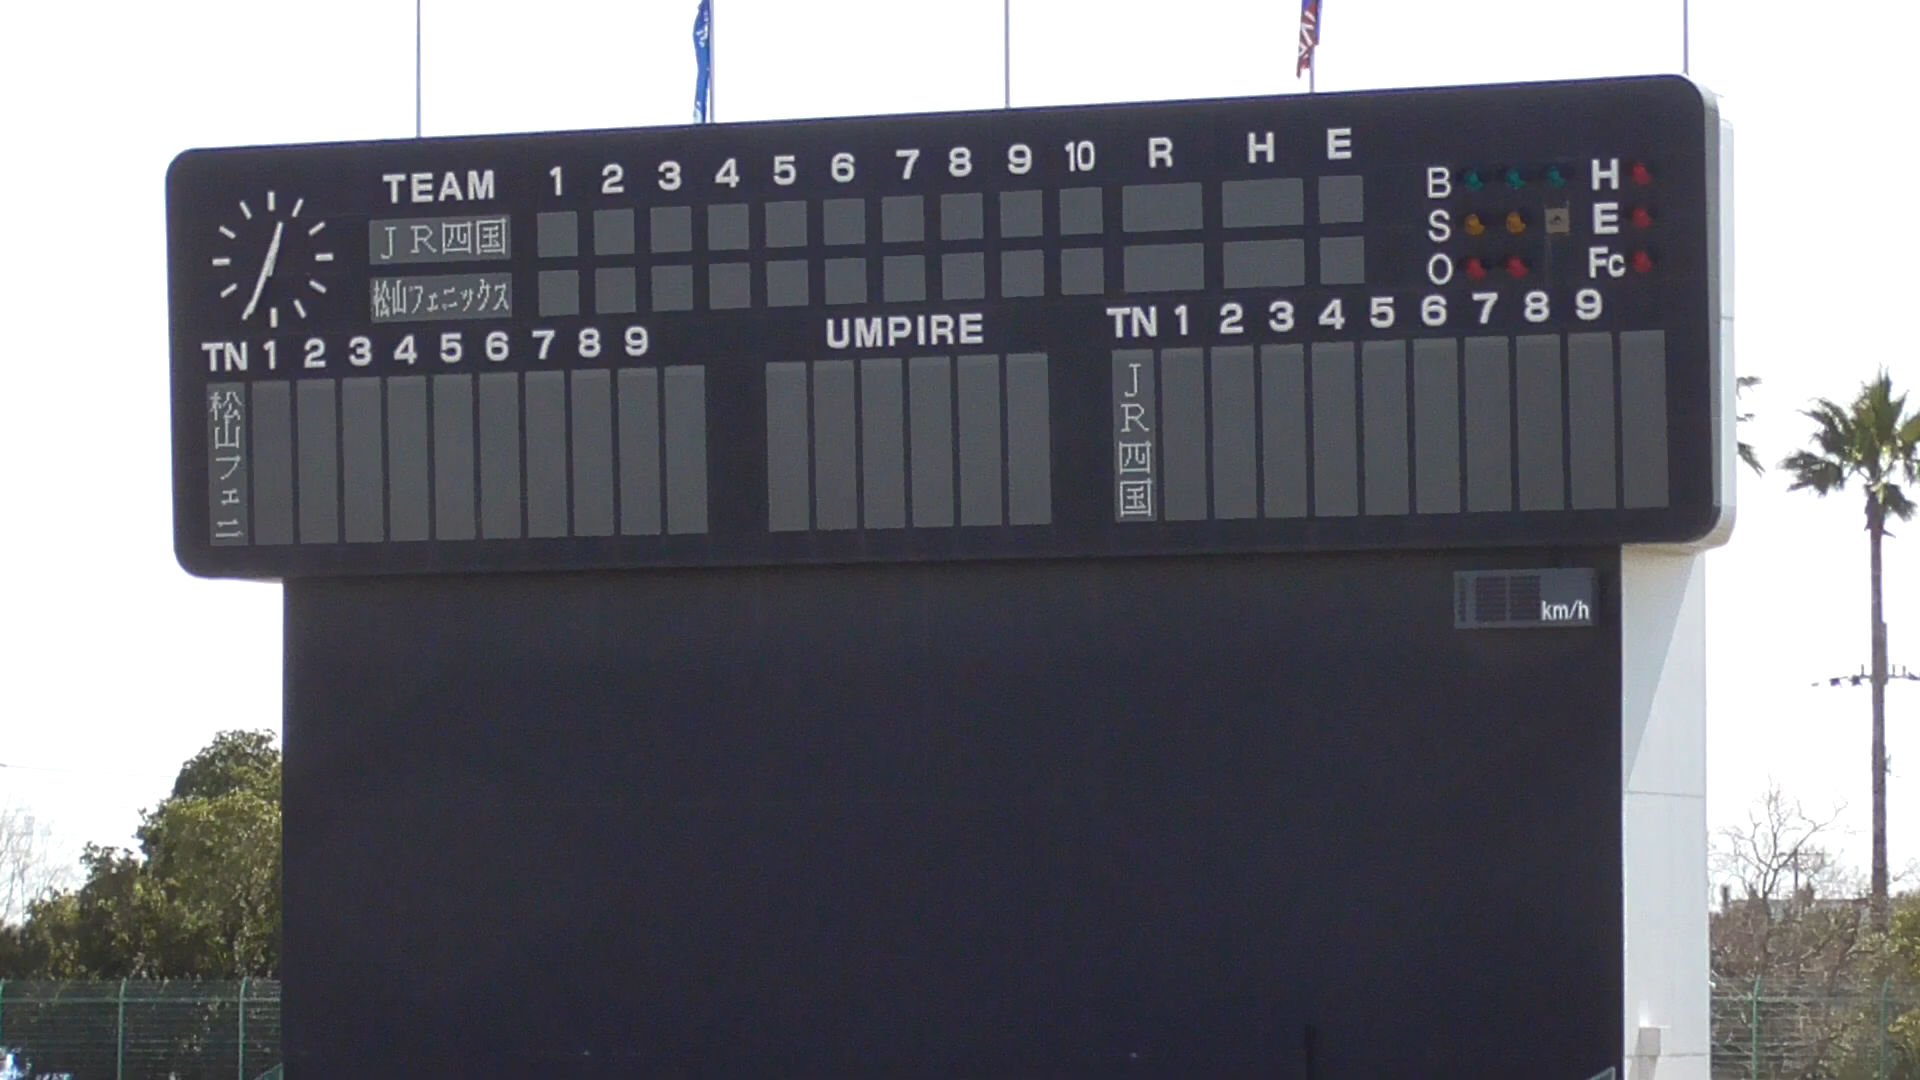 TEAM 1 2 3 4 5 6 7 8 9 10 R H E
JR四国
松山フェニックス
B H
S E
O Fc
TN 1 2 3 4 5 6 7 8 9
松山フェニ
UMPIRE
TN 1 2 3 4 5 6 7 8 9
JR四国
km/h